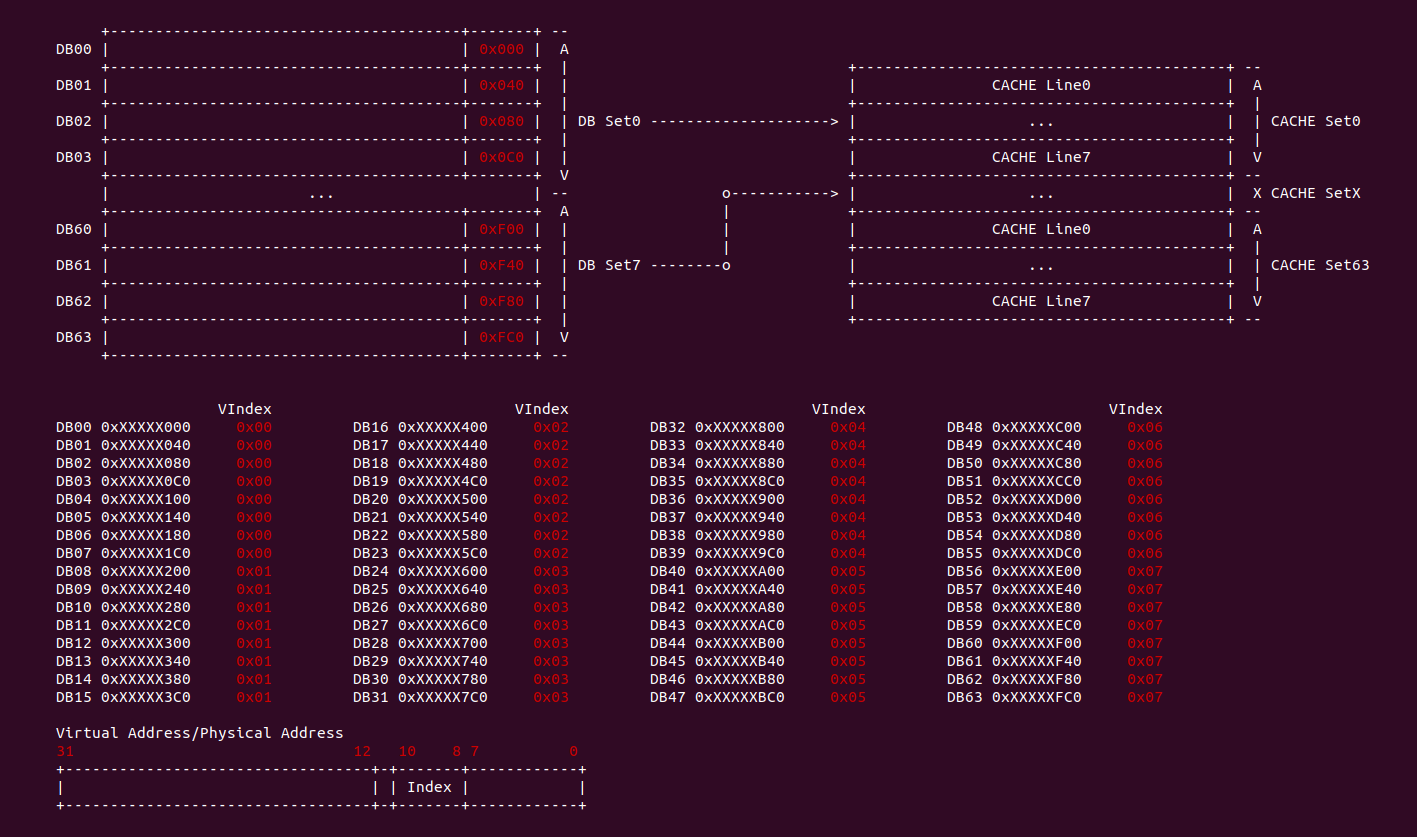 +---------------------------------------+-------+ --
DB00 |                                       | 0x000 |  A
     +---------------------------------------+-------+  |                               +-----------------------------------------+ --
DB01 |                                       | 0x040 |  |                               |               CACHE Line0               |  A
     +---------------------------------------+-------+  |                               +-----------------------------------------+  |
DB02 |                                       | 0x080 |  | DB Set0 --------------------> |                   ...                   |  | CACHE Set0
     +---------------------------------------+-------+  |                               +-----------------------------------------+  |
DB03 |                                       | 0x0C0 |  |                               |               CACHE Line7               |  V
     +---------------------------------------+-------+  V                               +-----------------------------------------+ --
     |                      ...                      | --                 o-----------> |                   ...                   |  X CACHE SetX
     +---------------------------------------+-------+  A                 |             +-----------------------------------------+ --
DB60 |                                       | 0xF00 |  |                 |             |               CACHE Line0               |  A
     +---------------------------------------+-------+  |                 |             +-----------------------------------------+  |
DB61 |                                       | 0xF40 |  | DB Set7 --------o             |                   ...                   |  | CACHE Set63
     +---------------------------------------+-------+  |                               +-----------------------------------------+  |
DB62 |                                       | 0xF80 |  |                               |               CACHE Line7               |  V
     +---------------------------------------+-------+  |                               +-----------------------------------------+ --
DB63 |                                       | 0xFC0 |  V
     +---------------------------------------+-------+ --
                  VIndex                           VIndex                           VIndex                           VIndex
DB00 0xXXXXX000     0x00         DB16 0xXXXXX400     0x02         DB32 0xXXXXX800     0x04         DB48 0xXXXXXC00     0x06
DB01 0xXXXXX040     0x00         DB17 0xXXXXX440     0x02         DB33 0xXXXXX840     0x04         DB49 0xXXXXXC40     0x06
DB02 0xXXXXX080     0x00         DB18 0xXXXXX480     0x02         DB34 0xXXXXX880     0x04         DB50 0xXXXXXC80     0x06
DB03 0xXXXXX0C0     0x00         DB19 0xXXXXX4C0     0x02         DB35 0xXXXXX8C0     0x04         DB51 0xXXXXXCC0     0x06
DB04 0xXXXXX100     0x00         DB20 0xXXXXX500     0x02         DB36 0xXXXXX900     0x04         DB52 0xXXXXXD00     0x06
DB05 0xXXXXX140     0x00         DB21 0xXXXXX540     0x02         DB37 0xXXXXX940     0x04         DB53 0xXXXXXD40     0x06
DB06 0xXXXXX180     0x00         DB22 0xXXXXX580     0x02         DB38 0xXXXXX980     0x04         DB54 0xXXXXXD80     0x06
DB07 0xXXXXX1C0     0x00         DB23 0xXXXXX5C0     0x02         DB39 0xXXXXX9C0     0x04         DB55 0xXXXXXDC0     0x06
DB08 0xXXXXX200     0x01         DB24 0xXXXXX600     0x03         DB40 0xXXXXXA00     0x05         DB56 0xXXXXXE00     0x07
DB09 0xXXXXX240     0x01         DB25 0xXXXXX640     0x03         DB41 0xXXXXXA40     0x05         DB57 0xXXXXXE40     0x07
DB10 0xXXXXX280     0x01         DB26 0xXXXXX680     0x03         DB42 0xXXXXXA80     0x05         DB58 0xXXXXXE80     0x07
DB11 0xXXXXX2C0     0x01         DB27 0xXXXXX6C0     0x03         DB43 0xXXXXXAC0     0x05         DB59 0xXXXXXEC0     0x07
DB12 0xXXXXX300     0x01         DB28 0xXXXXX700     0x03         DB44 0xXXXXXB00     0x05         DB60 0xXXXXXF00     0x07
DB13 0xXXXXX340     0x01         DB29 0xXXXXX740     0x03         DB45 0xXXXXXB40     0x05         DB61 0xXXXXXF40     0x07
DB14 0xXXXXX380     0x01         DB30 0xXXXXX780     0x03         DB46 0xXXXXXB80     0x05         DB62 0xXXXXXF80     0x07
DB15 0xXXXXX3C0     0x01         DB31 0xXXXXX7C0     0x03         DB47 0xXXXXXBC0     0x05         DB63 0xXXXXXFC0     0x07
Virtual Address/Physical Address
31                               12   10    8 7          0
+----------------------------------+-+-------+------------+
|                                  | | Index |            |
+----------------------------------+-+-------+------------+